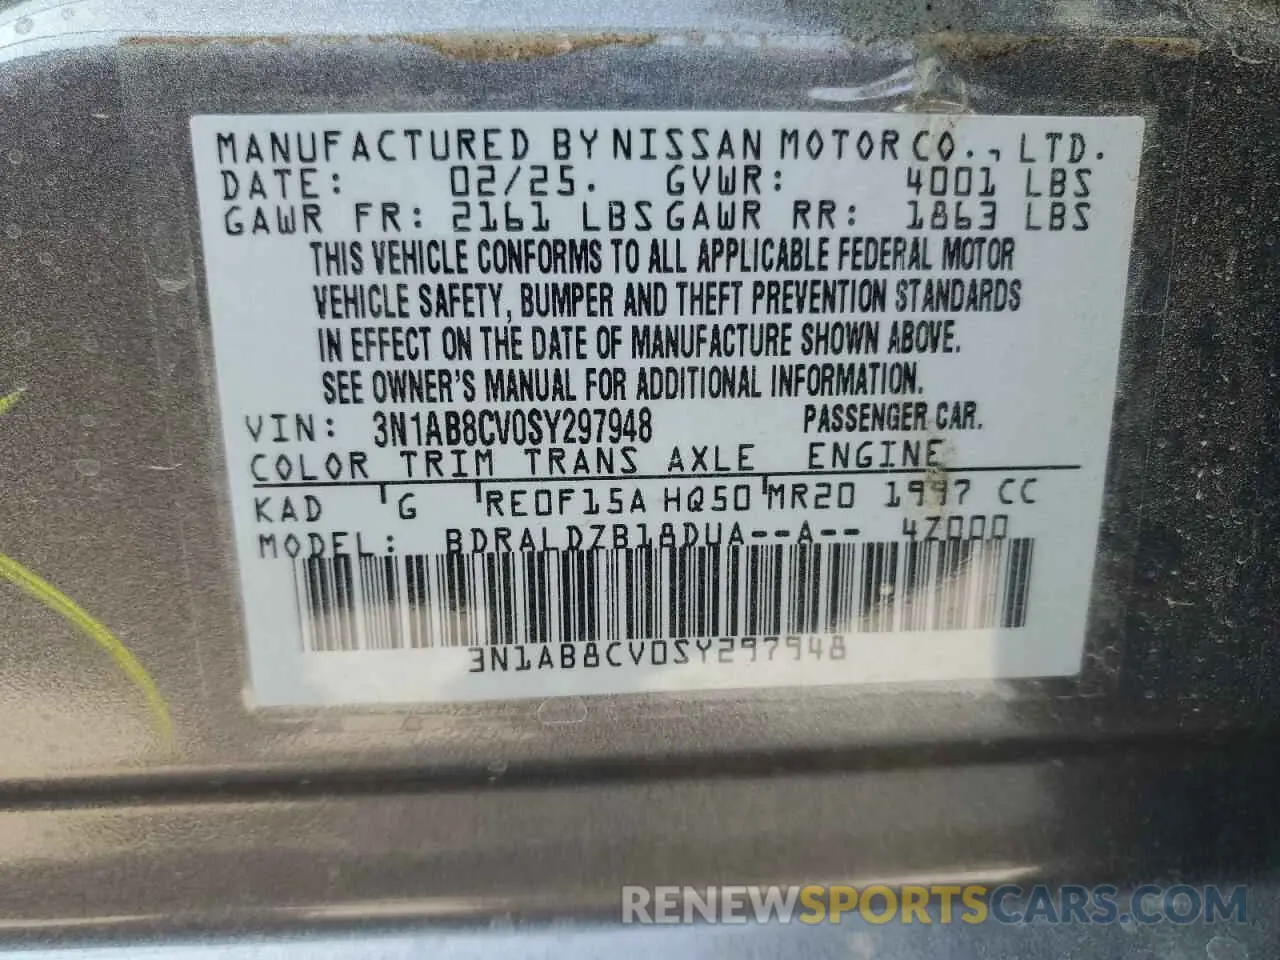 MANUFACTURED BY NISSAN MOTOR CO., LTD.
DATE: 02/25. GVWR: 4001 LBS
GAWR FR: 2161 LBS GAWR RR: 1863 LBS
THIS VEHICLE CONFORMS TO ALL APPLICABLE FEDERAL MOTOR
VEHICLE SAFETY, BUMPER AND THEFT PREVENTION STANDARDS
IN EFFECT ON THE DATE OF MANUFACTURE SHOWN ABOVE.
SEE OWNER'S MANUAL FOR ADDITIONAL INFORMATION.
VIN: 3N1AB8CV0SY297948 PASSENGER CAR.
COLOR TRIM TRANS AXLE ENGINE
KAD G RE0F15A HQ50 MR20 1997 CC
MODEL: BDRALDZB18DUA--A-- 4Z000
3N1AB8CV0SY297948
RENEWSPORTSCARS.COM